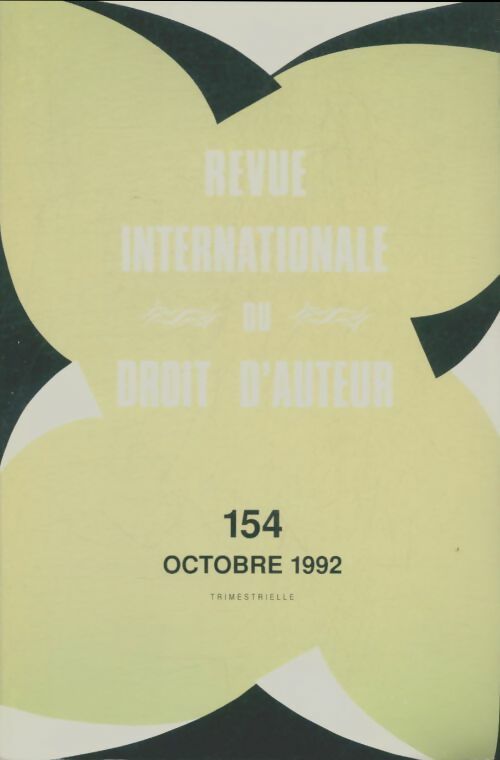 REVUE
INTERNATIONALE
DU
DROIT D'AUTEUR
154
OCTOBRE 1992
TRIMESTRIELLE